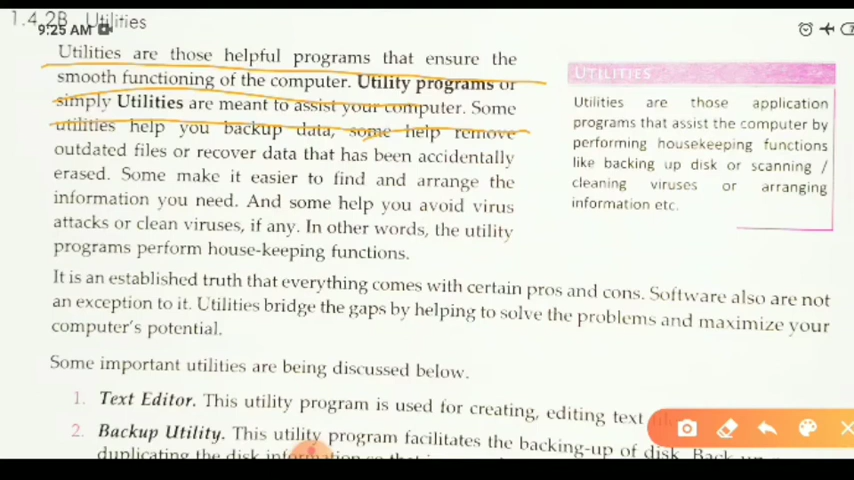 1.4.2B Utilities
9:25 AM
Utilities are those helpful programs that ensure the
smooth functioning of the computer. Utility programs or
simply Utilities are meant to assist your computer. Some
utilities help you backup data, some help remove
outdated files or recover data that has been accidentally
erased. Some make it easier to find and arrange the
information you need. And some help you avoid virus
attacks or clean viruses, if any. In other words, the utility
programs perform house-keeping functions.
UTILITIES
Utilities are those application
programs that assist the computer by
performing housekeeping functions
like backing up disk or scanning /
cleaning viruses or arranging
information etc.
It is an established truth that everything comes with certain pros and cons. Software also are not
an exception to it. Utilities bridge the gaps by helping to solve the problems and maximize your
computer's potential.
Some important utilities are being discussed below.
1. Text Editor. This utility program is used for creating, editing text
2. Backup Utility. This utility program facilitates the backing-up of disk. Back
duplicating the disk information so that